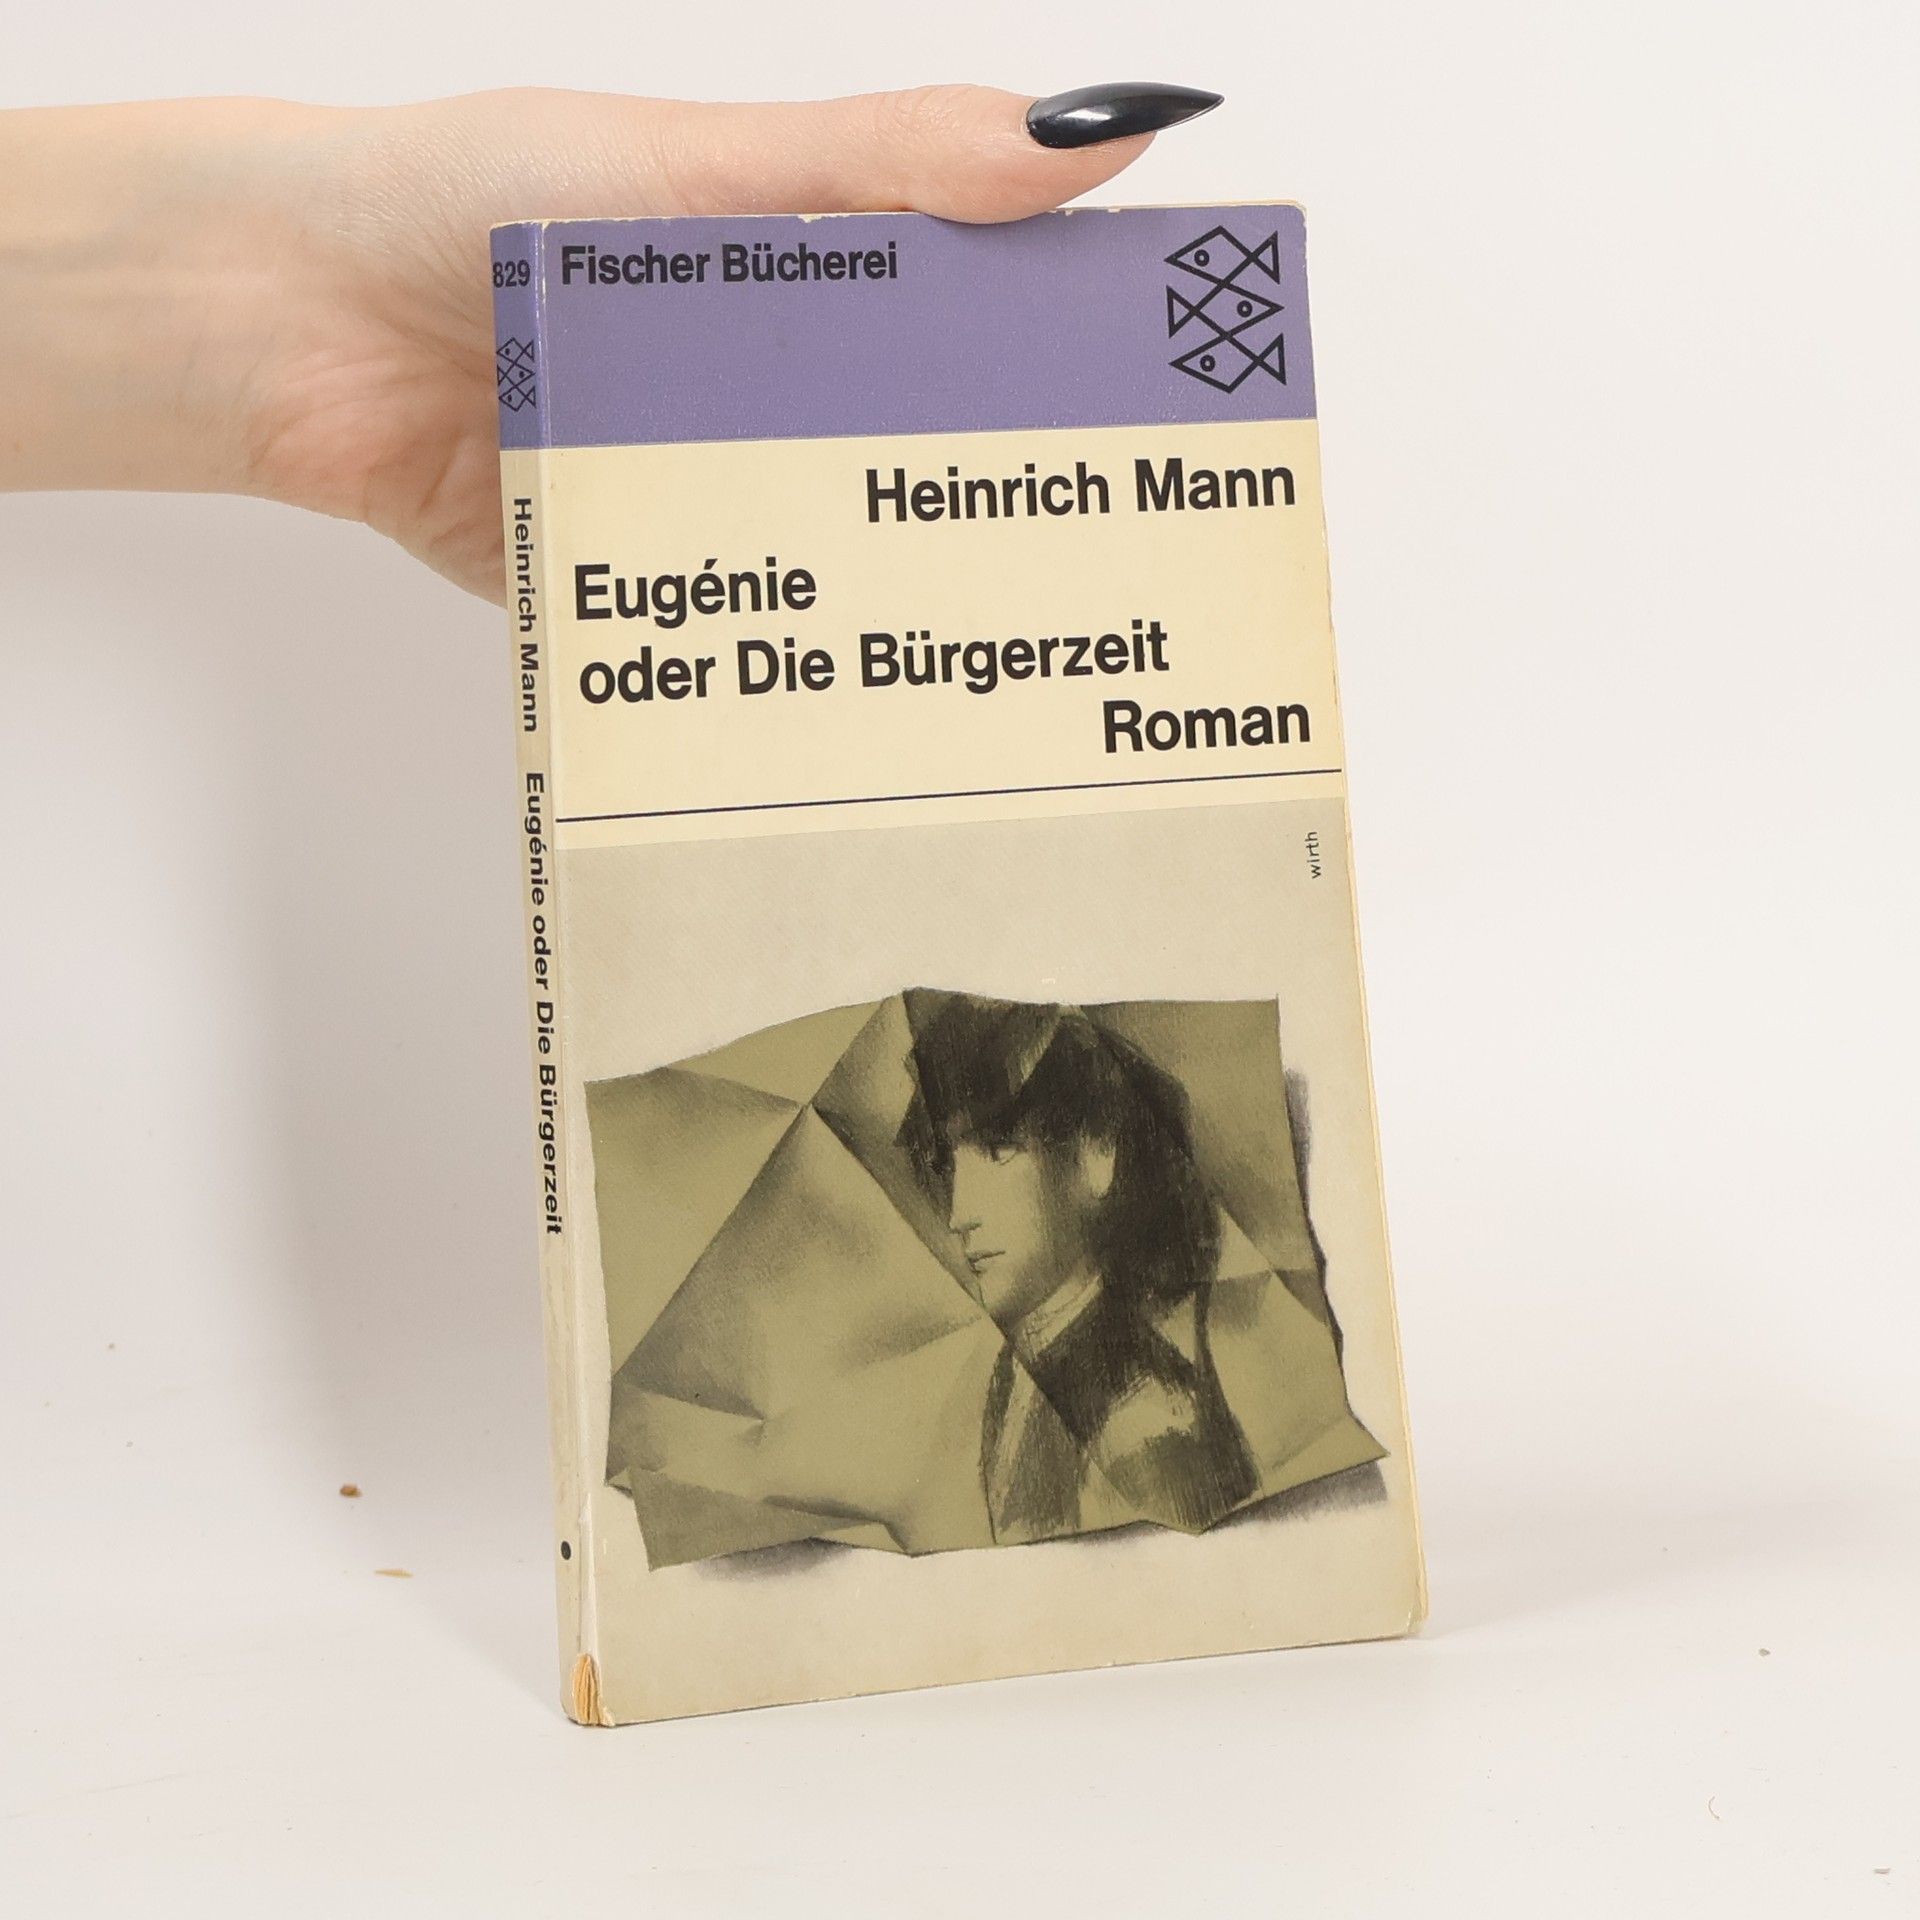 829
Fischer Bücherei
Heinrich Mann
Eugénie
oder Die Bürgerzeit
Roman
wirth
Heinrich Mann Eugénie oder Die Bürgerzeit